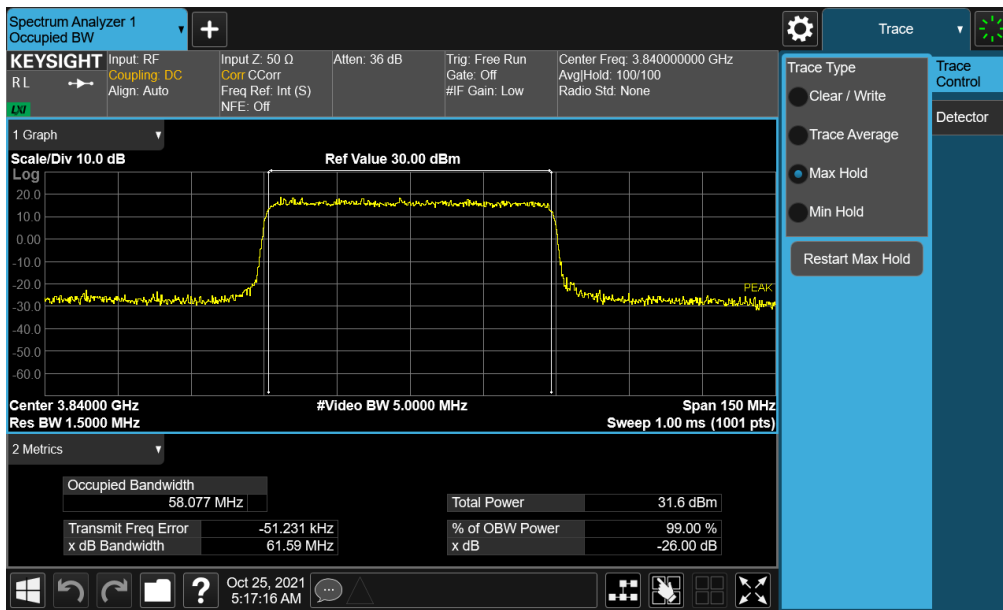 Spectrum Analyzer 1
Occupied BW
Trace
KEYSIGHT
R L
LXI
Input: RF
Coupling: DC
Align: Auto
Input Z: 50 Ω
Corr CCorr
Freq Ref: Int (S)
NFE: Off
Atten: 36 dB
Trig: Free Run
Gate: Off
#IF Gain: Low
Center Freq: 3.840000000 GHz
Avg|Hold: 100/100
Radio Std: None
Trace Type
Clear / Write
Trace Average
Max Hold
Min Hold
Restart Max Hold
Trace
Control
Detector
1 Graph
Scale/Div 10.0 dB
Ref Value 30.00 dBm
Log
20.0
10.0
0.00
-10.0
-20.0
-30.0
-40.0
-50.0
-60.0
PEAK
Center 3.84000 GHz
#Video BW 5.0000 MHz
Span 150 MHz
Res BW 1.5000 MHz
Sweep 1.00 ms (1001 pts)
2 Metrics
Occupied Bandwidth
58.077 MHz
Total Power 31.6 dBm
Transmit Freq Error -51.231 kHz
% of OBW Power 99.00 %
x dB Bandwidth 61.59 MHz
x dB -26.00 dB
?
Oct 25, 2021
5:17:16 AM